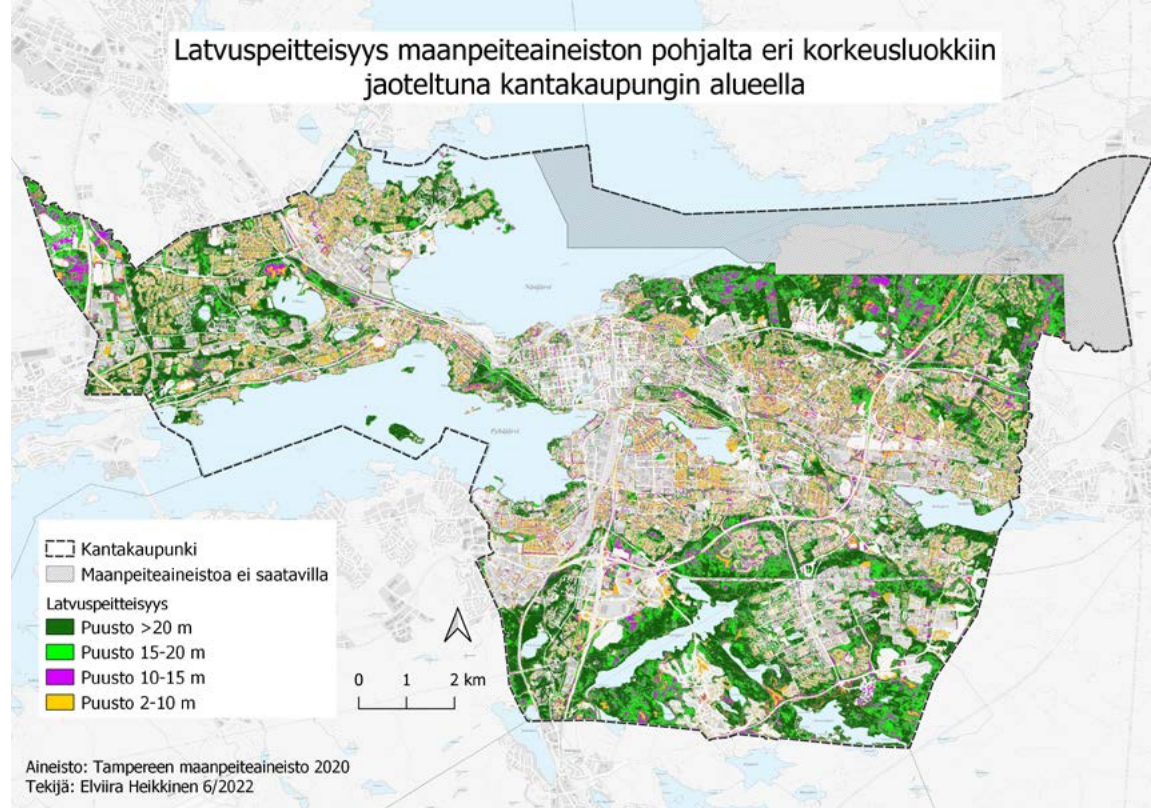 Latvuspeitteisyys maanpeiteaineiston pohjalta eri korkeusluokkiin
jaoteltuna kantakaupungin alueella
Näsijärvi
Pyhäjärvi
Kantakaupunki
Maanpeiteaineistoa ei saatavilla
Latvuspeitteisyys
Puusto >20 m
Puusto 15-20 m
Puusto 10-15 m
Puusto 2-10 m
0 1 2 km
Aineisto: Tampereen maanpeiteaineisto 2020
Tekijä: Elviira Heikkinen 6/2022